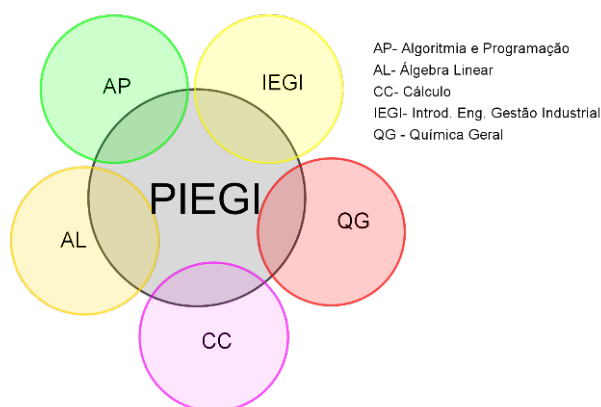 AP
IEGI
PIEGI
AL
QG
CC
AP- Algoritmia e Programação
AL- Álgebra Linear
CC- Cálculo
IEGI- Introd. Eng. Gestão Industrial
QG - Química Geral